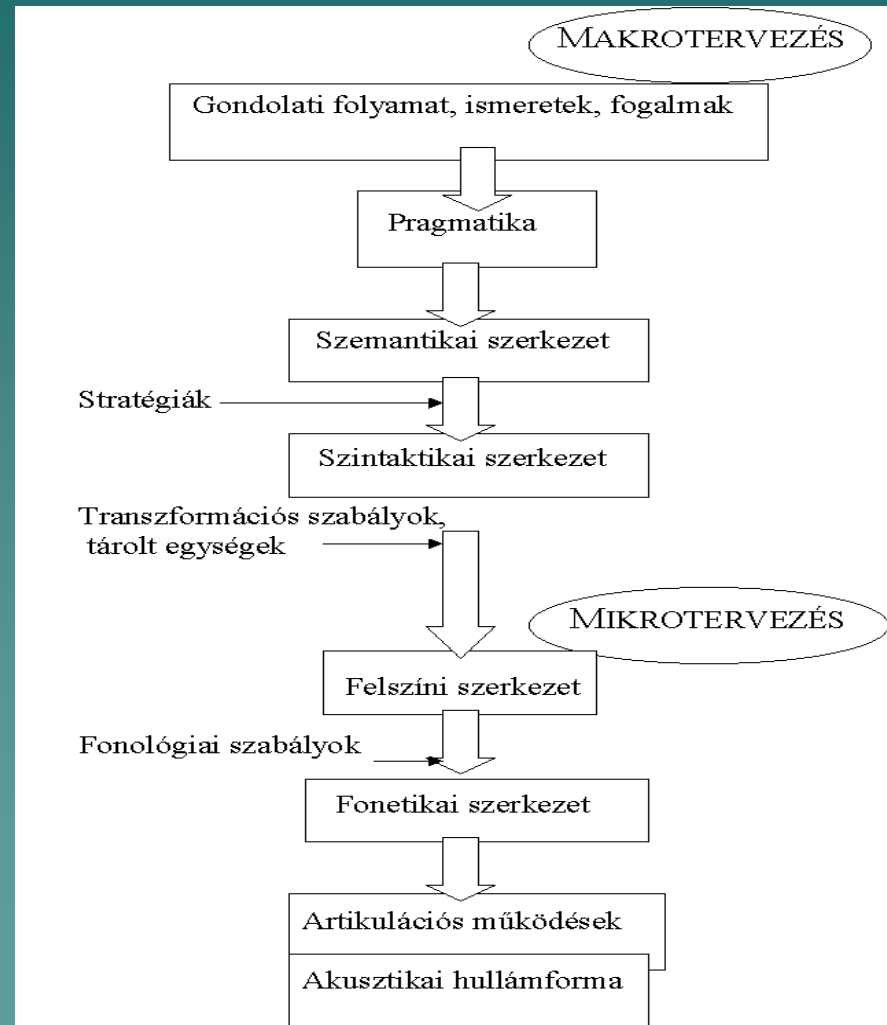 MAKROTERVEZÉS
Gondolati folyamat, ismeretek, fogalmak
Pragmatika
Szemantikai szerkezet
Stratégiák
Szintaktikai szerkezet
Transzformációs szabályok,
tárolt egységek
MIKROTERVEZÉS
Felszíni szerkezet
Fonológiai szabályok
Fonetikai szerkezet
Artikulációs működések
Akusztikai hullámforma